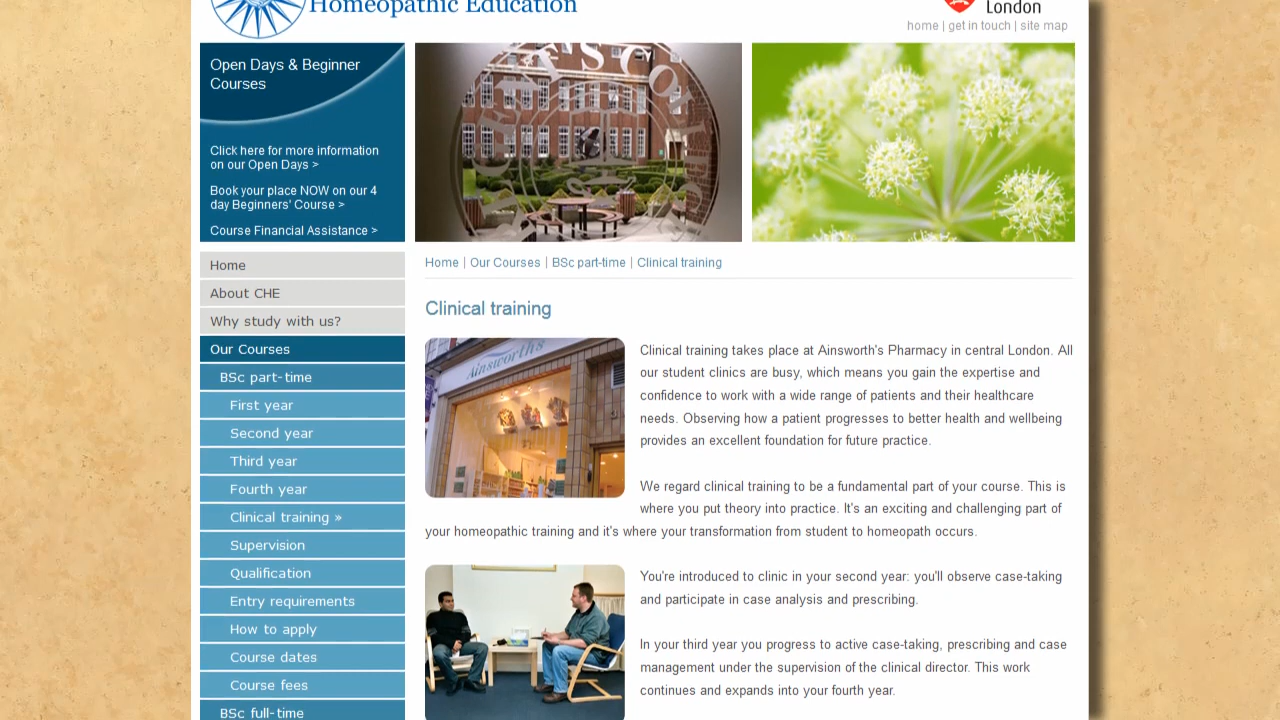 Homeopathic Education
London
home | get in touch | site map
Open Days & Beginner
Courses
Click here for more information
on our Open Days >
Book your place NOW on our 4
day Beginners' Course >
Course Financial Assistance >
Home
About CHE
Why study with us?
Our Courses
BSc part-time
First year
Second year
Third year
Fourth year
Clinical training »
Supervision
Qualification
Entry requirements
How to apply
Course dates
Course fees
BSc full-time
Home | Our Courses | BSc part-time | Clinical training
Clinical training
Ainsworths
Clinical training takes place at Ainsworth's Pharmacy in central London. All
our student clinics are busy, which means you gain the expertise and
confidence to work with a wide range of patients and their healthcare
needs. Observing how a patient progresses to better health and wellbeing
provides an excellent foundation for future practice.
We regard clinical training to be a fundamental part of your course. This is
where you put theory into practice. It's an exciting and challenging part of
your homeopathic training and it's where your transformation from student to homeopath occurs.
You're introduced to clinic in your second year: you'll observe case-taking
and participate in case analysis and prescribing.
In your third year you progress to active case-taking, prescribing and case
management under the supervision of the clinical director. This work
continues and expands into your fourth year.